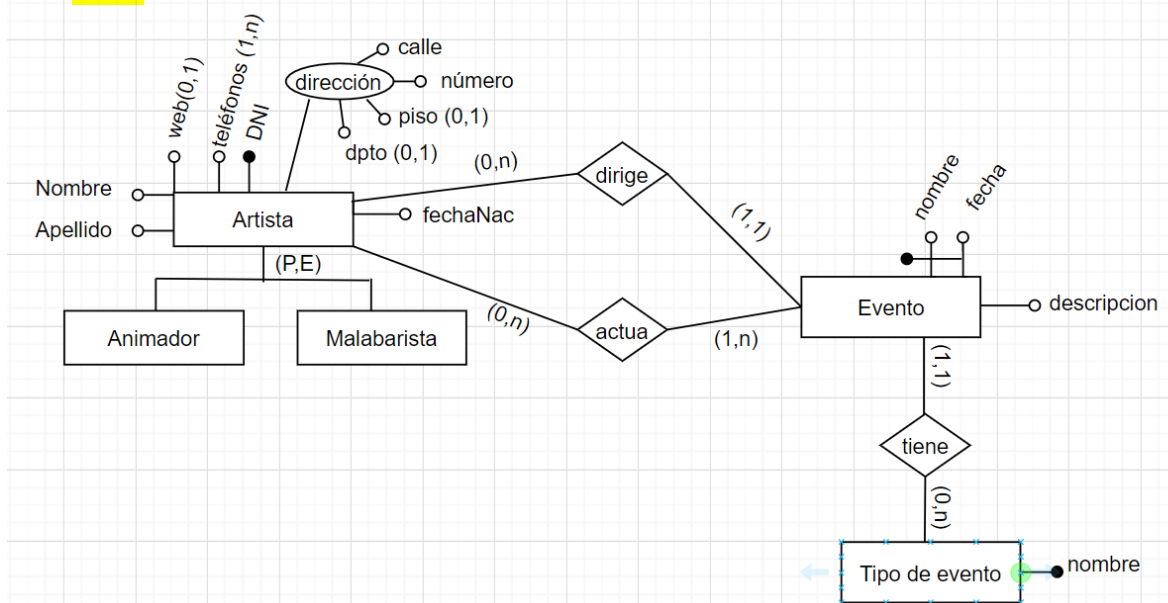 web(0,1)
teléfonos (1,n)
DNI
dirección
calle
número
piso (0,1)
dpto (0,1)
Nombre
Apellido
Artista
fechaNac
(P,E)
Animador
Malabarista
(0,n)
dirige
(1,1)
(0,n)
actua
(1,n)
nombre
fecha
Evento
descripcion
(1,1)
tiene
(0,n)
Tipo de evento
nombre